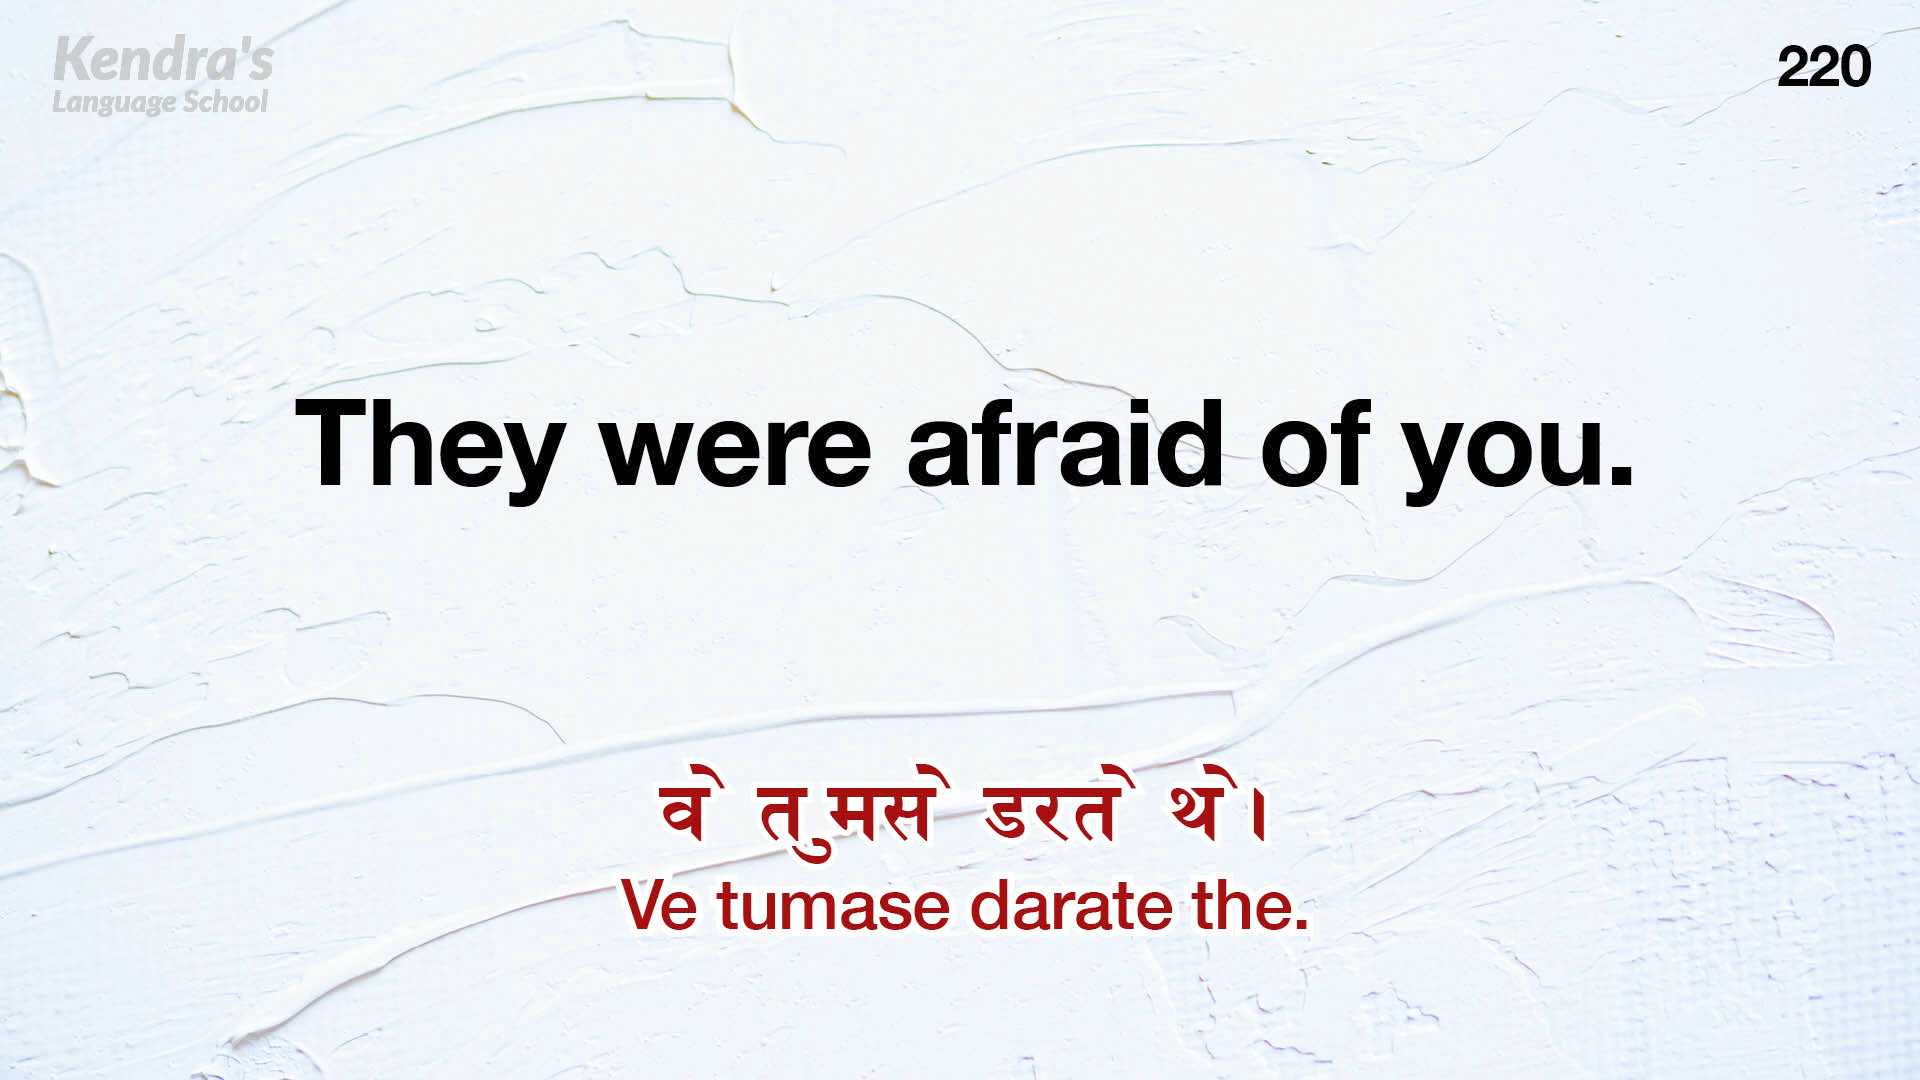 Kendra's
Language School
220
They were afraid of you.
वे तुमसे डरते थे।
Ve tumase darate the.